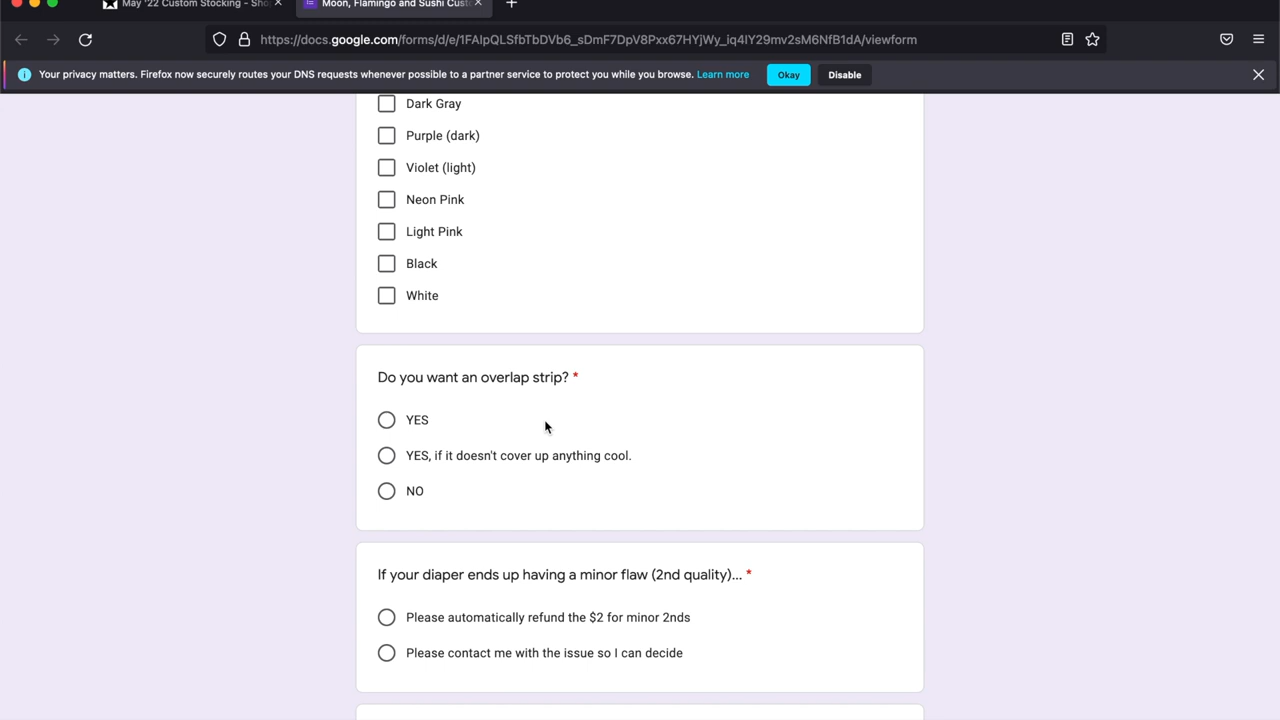 May '22 Custom Stocking - Sho
Moon, Flamingo and Sushi Cust
https://docs.google.com/forms/d/e/1FAIpQLSfbTbDVb6_sDmF7DpV8Pxx67HYjWy_iq4IY29mv2sM6NfB1dA/viewform
Your privacy matters. Firefox now securely routes your DNS requests whenever possible to a partner service to protect you while you browse. Learn more
Okay
Disable
Dark Gray
Purple (dark)
Violet (light)
Neon Pink
Light Pink
Black
White
Do you want an overlap strip? *
YES
YES, if it doesn't cover up anything cool.
NO
If your diaper ends up having a minor flaw (2nd quality)... *
Please automatically refund the $2 for minor 2nds
Please contact me with the issue so I can decide